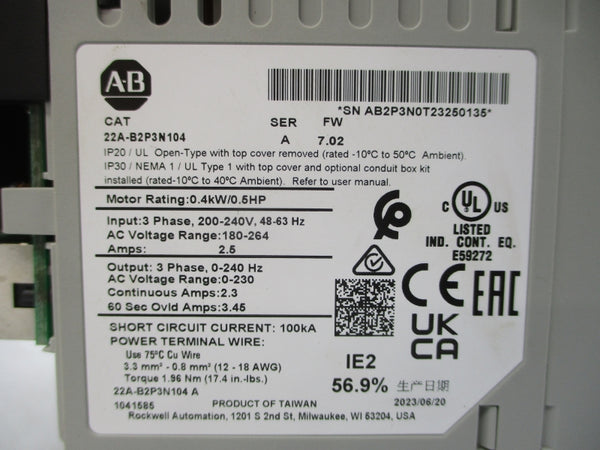 A-B
*SN AB2P3N0T23250135*
CAT SER FW
22A-B2P3N104 A 7.02
IP20 / UL Open-Type with top cover removed (rated -10°C to 50°C Ambient).
IP30 / NEMA 1 / UL Type 1 with top cover and optional conduit box kit
installed (rated-10°C to 40°C Ambient). Refer to user manual.
Motor Rating:0.4kW/0.5HP
Input:3 Phase, 200-240V, 48-63 Hz
AC Voltage Range:180-264
Amps: 2.5
Output: 3 Phase, 0-240 Hz
AC Voltage Range:0-230
Continuous Amps:2.3
60 Sec Ovld Amps:3.45
C UL US
LISTED
IND. CONT. EQ.
E59272
CE EAC
UK
CA
SHORT CIRCUIT CURRENT: 100kA
POWER TERMINAL WIRE:
Use 75°C Cu Wire
3.3 mm² - 0.8 mm² (12 - 18 AWG)
Torque 1.96 Nm (17.4 in.-lbs.)
IE2
56.9% 生产日期
22A-B2P3N104 A
1041585 PRODUCT OF TAIWAN 2023/06/20
Rockwell Automation, 1201 S 2nd St, Milwaukee, WI 53204, USA